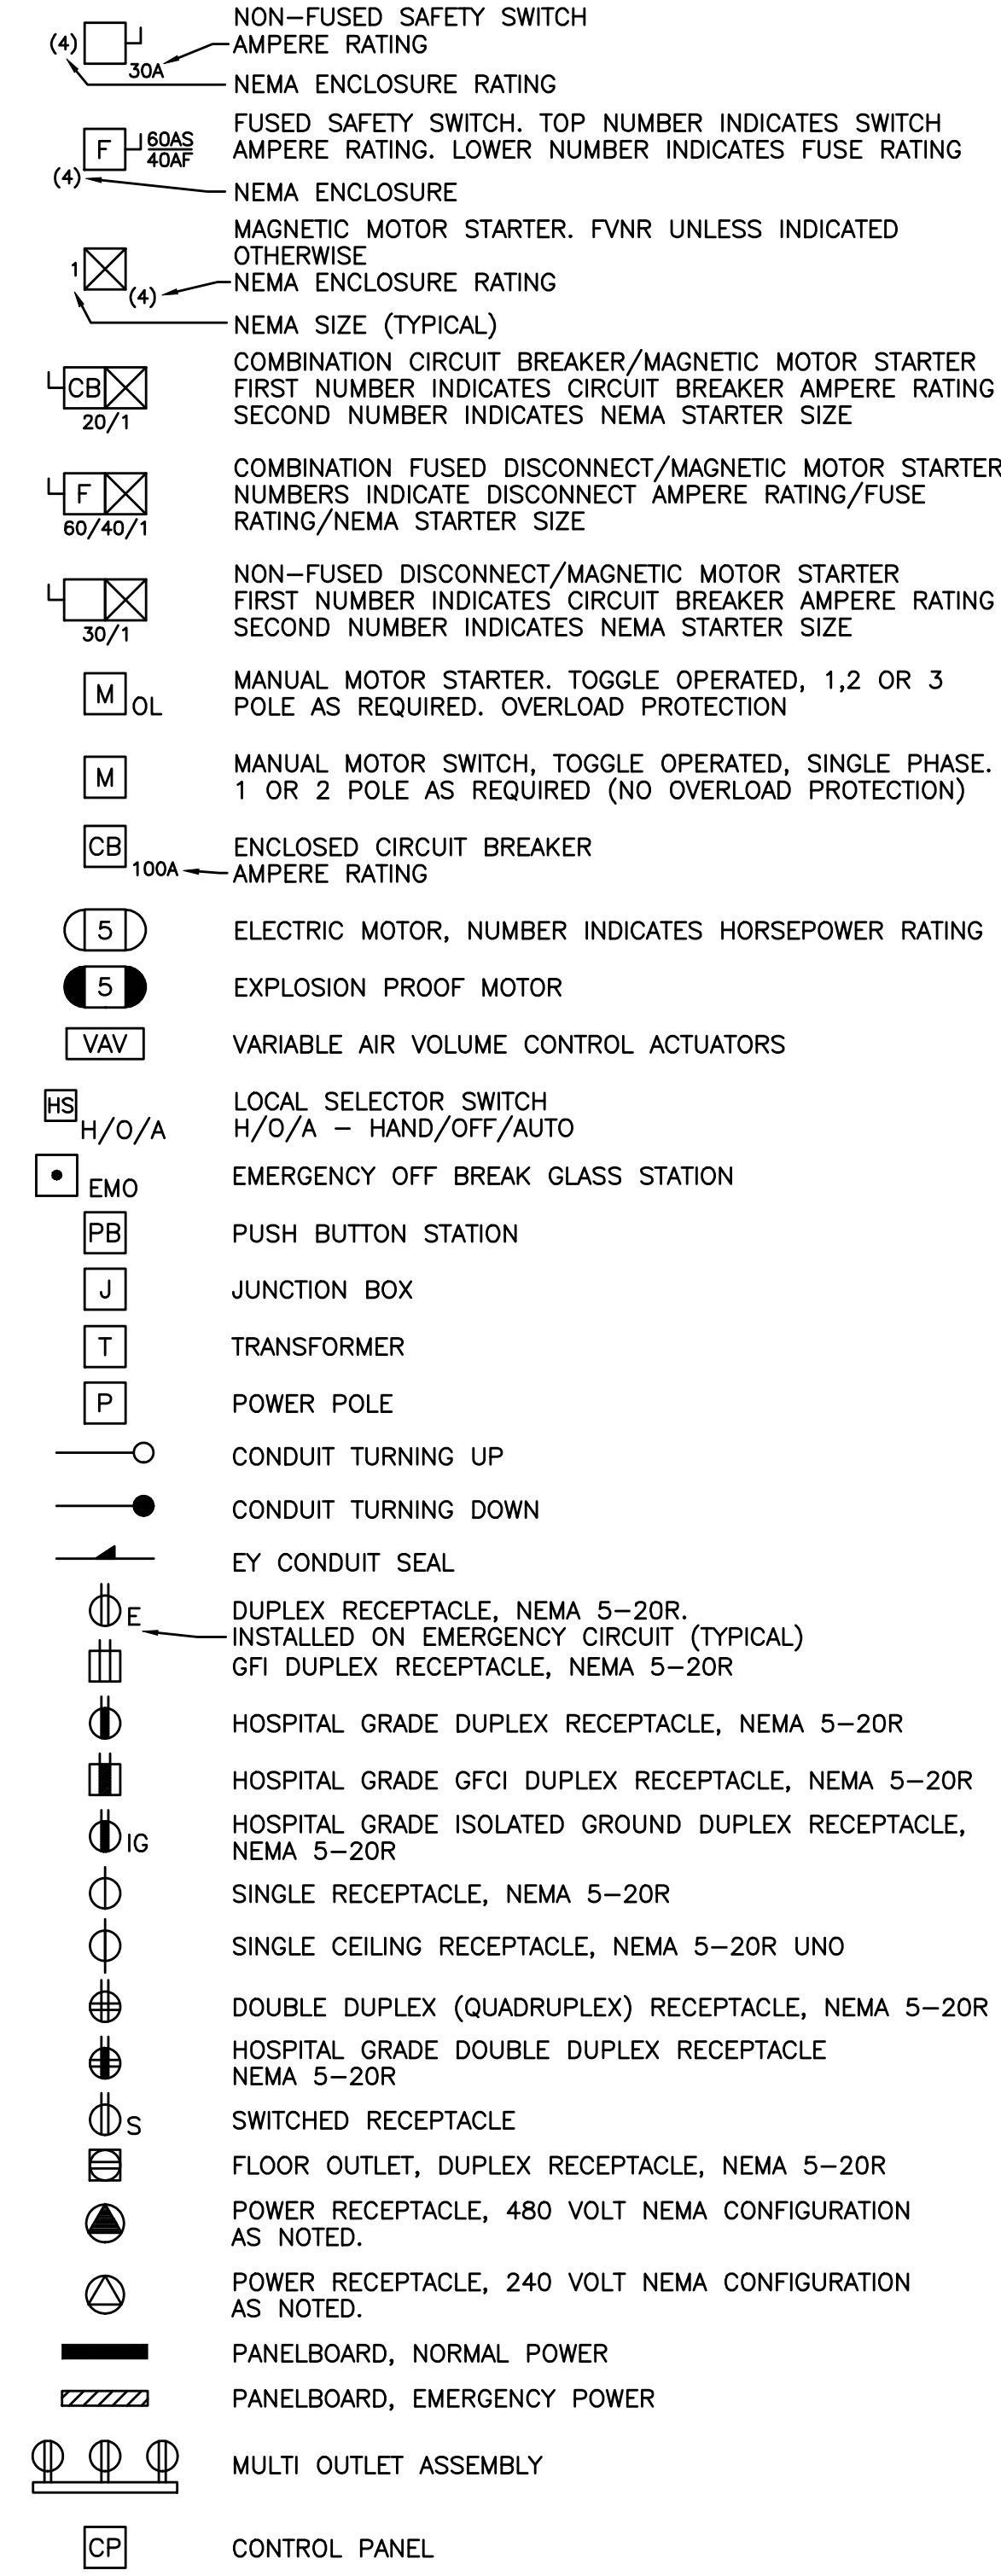 NON-FUSED SAFETY SWITCH
(4) AMPERE RATING
30A
NEMA ENCLOSURE RATING
FUSED SAFETY SWITCH. TOP NUMBER INDICATES SWITCH
F 60AS
40AF AMPERE RATING. LOWER NUMBER INDICATES FUSE RATING
(4)
NEMA ENCLOSURE
MAGNETIC MOTOR STARTER. FVNR UNLESS INDICATED
OTHERWISE
1
(4) NEMA ENCLOSURE RATING
NEMA SIZE (TYPICAL)
COMBINATION CIRCUIT BREAKER/MAGNETIC MOTOR STARTER
CB FIRST NUMBER INDICATES CIRCUIT BREAKER AMPERE RATING
20/1 SECOND NUMBER INDICATES NEMA STARTER SIZE
COMBINATION FUSED DISCONNECT/MAGNETIC MOTOR STARTER
F NUMBERS INDICATE DISCONNECT AMPERE RATING/FUSE
60/40/1 RATING/NEMA STARTER SIZE
NON-FUSED DISCONNECT/MAGNETIC MOTOR STARTER
FIRST NUMBER INDICATES CIRCUIT BREAKER AMPERE RATING
30/1 SECOND NUMBER INDICATES NEMA STARTER SIZE
M MANUAL MOTOR STARTER. TOGGLE OPERATED, 1,2 OR 3
OL POLE AS REQUIRED. OVERLOAD PROTECTION
M MANUAL MOTOR SWITCH, TOGGLE OPERATED, SINGLE PHASE.
1 OR 2 POLE AS REQUIRED (NO OVERLOAD PROTECTION)
CB ENCLOSED CIRCUIT BREAKER
100A AMPERE RATING
5 ELECTRIC MOTOR, NUMBER INDICATES HORSEPOWER RATING
5 EXPLOSION PROOF MOTOR
VAV VARIABLE AIR VOLUME CONTROL ACTUATORS
HS LOCAL SELECTOR SWITCH
H/O/A H/O/A - HAND/OFF/AUTO
EMO EMERGENCY OFF BREAK GLASS STATION
PB PUSH BUTTON STATION
J JUNCTION BOX
T TRANSFORMER
P POWER POLE
CONDUIT TURNING UP
CONDUIT TURNING DOWN
EY CONDUIT SEAL
E DUPLEX RECEPTACLE, NEMA 5-20R.
INSTALLED ON EMERGENCY CIRCUIT (TYPICAL)
GFI DUPLEX RECEPTACLE, NEMA 5-20R
HOSPITAL GRADE DUPLEX RECEPTACLE, NEMA 5-20R
HOSPITAL GRADE GFCI DUPLEX RECEPTACLE, NEMA 5-20R
HOSPITAL GRADE ISOLATED GROUND DUPLEX RECEPTACLE,
IG NEMA 5-20R
SINGLE RECEPTACLE, NEMA 5-20R
SINGLE CEILING RECEPTACLE, NEMA 5-20R UNO
DOUBLE DUPLEX (QUADRUPLEX) RECEPTACLE, NEMA 5-20R
HOSPITAL GRADE DOUBLE DUPLEX RECEPTACLE
NEMA 5-20R
S SWITCHED RECEPTACLE
FLOOR OUTLET, DUPLEX RECEPTACLE, NEMA 5-20R
POWER RECEPTACLE, 480 VOLT NEMA CONFIGURATION
AS NOTED.
POWER RECEPTACLE, 240 VOLT NEMA CONFIGURATION
AS NOTED.
PANELBOARD, NORMAL POWER
PANELBOARD, EMERGENCY POWER
MULTI OUTLET ASSEMBLY
CP CONTROL PANEL